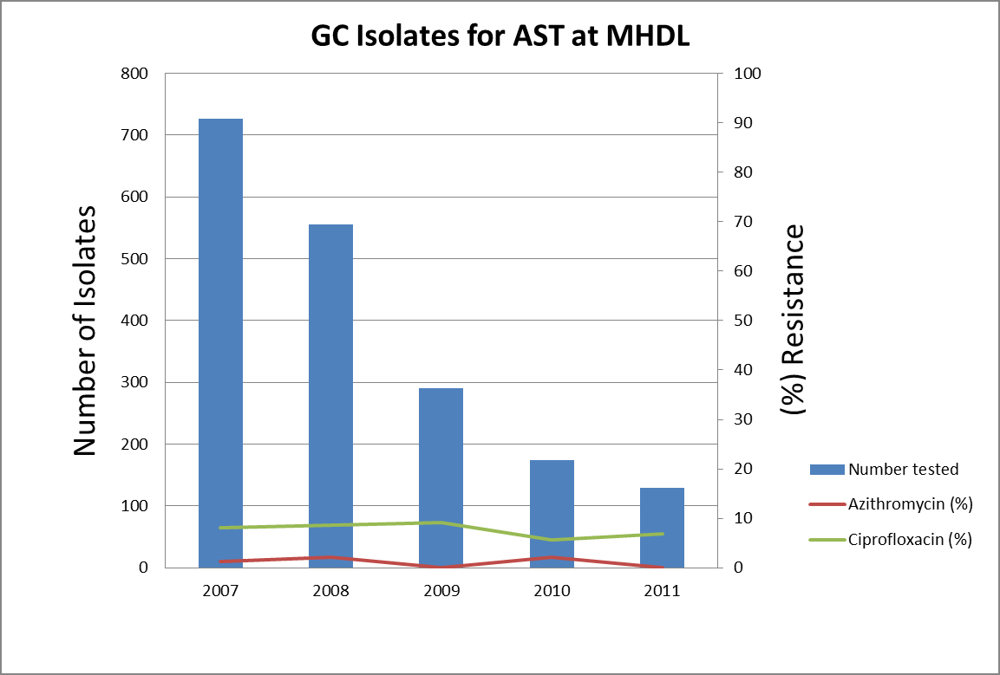 GC Isolates for AST at MHDL
Number of Isolates
800
700
600
500
400
300
200
100
0
2007 2008 2009 2010 2011
100
90
80
70
60
50
40
30
20
10
0
(%) Resistance
Number tested
Azithromycin (%)
Ciprofloxacin (%)